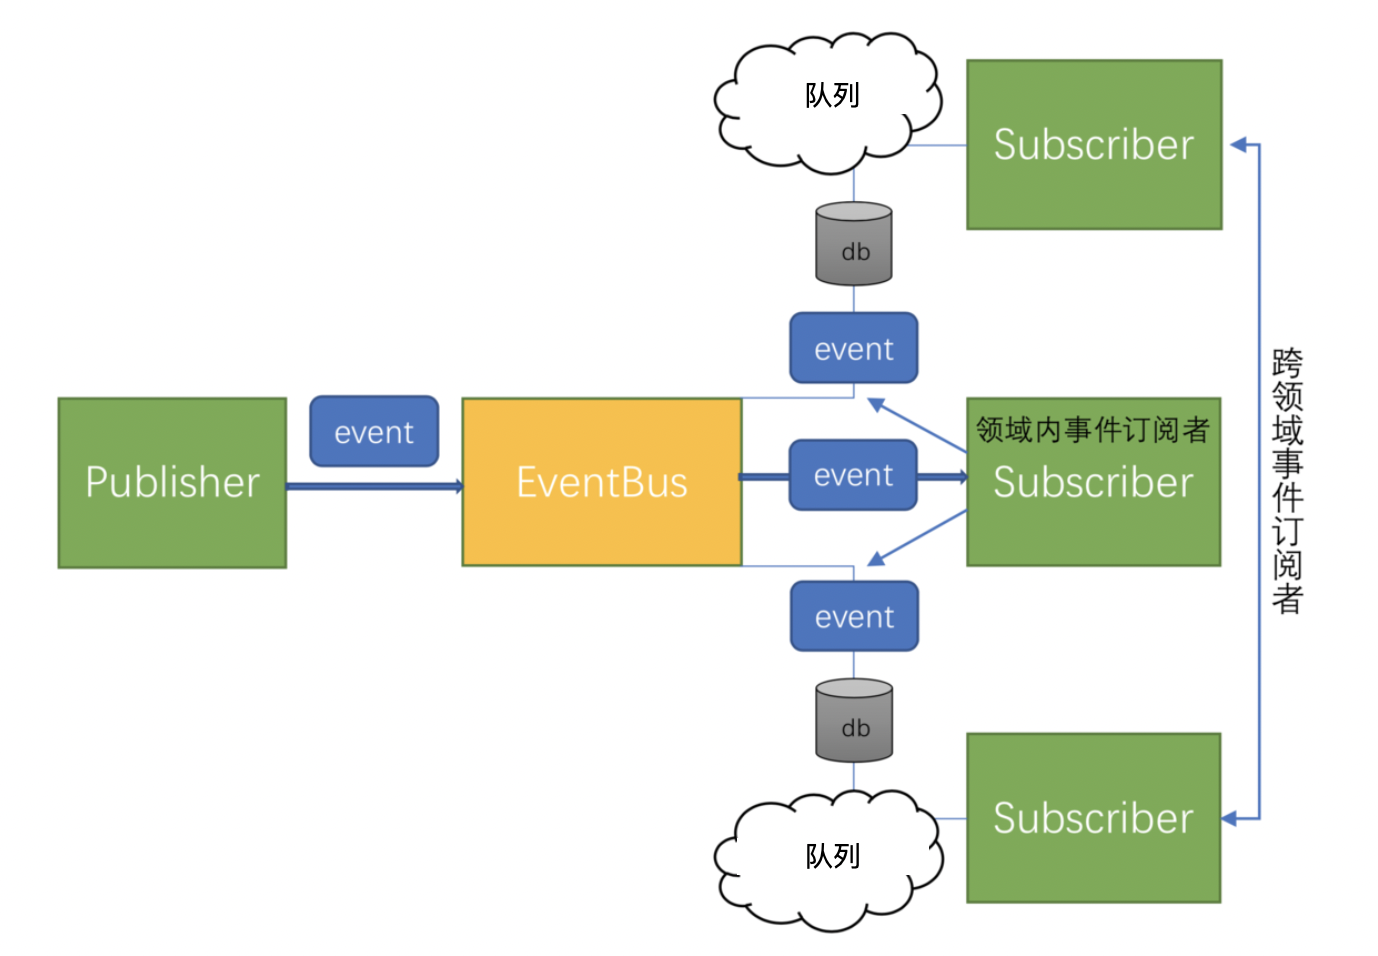 队列
Subscriber
db
event
Publisher
event
EventBus
event
领域内事件订阅者
Subscriber
跨领域事件订阅者
event
db
队列
Subscriber